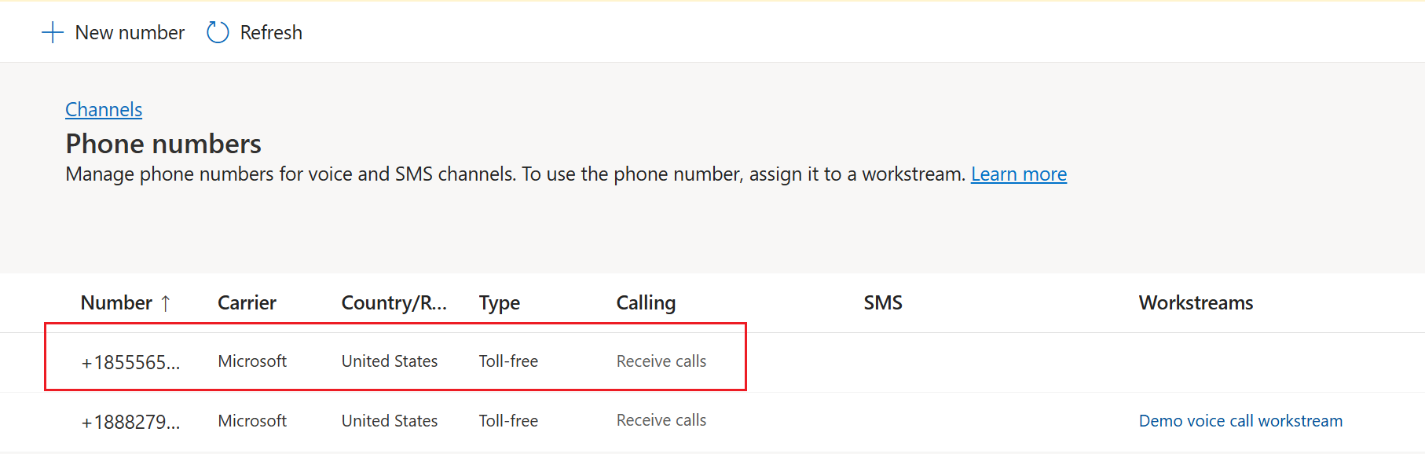 New number Refresh
Channels
Phone numbers
Manage phone numbers for voice and SMS channels. To use the phone number, assign it to a workstream. Learn more
Number ↑ Carrier Country/R... Type Calling SMS Workstreams
+1855565... Microsoft United States Toll-free Receive calls
+1888279... Microsoft United States Toll-free Receive calls Demo voice call workstream